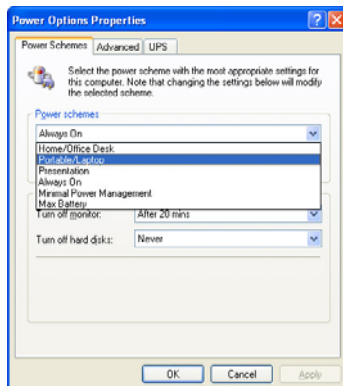 Power Options Properties
Power Schemes Advanced UPS
Select the power scheme with the most appropriate settings for
this computer. Note that changing the settings below will modify
the selected scheme.
Power schemes
Always On
Home/Office Desk
Portable/Laptop
Presentation
Always On
Minimal Power Management
Max Battery
Turn off monitor: After 20 mins
Turn off hard disks: Never
OK Cancel Apply